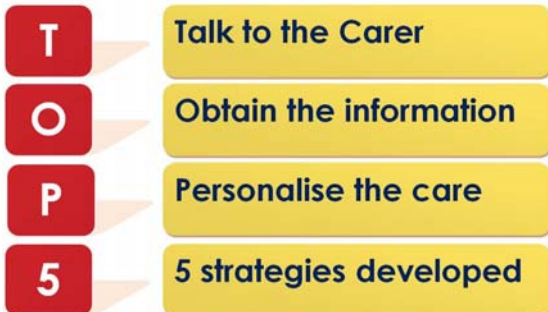 T Talk to the Carer
O Obtain the information
P Personalise the care
5 5 strategies developed